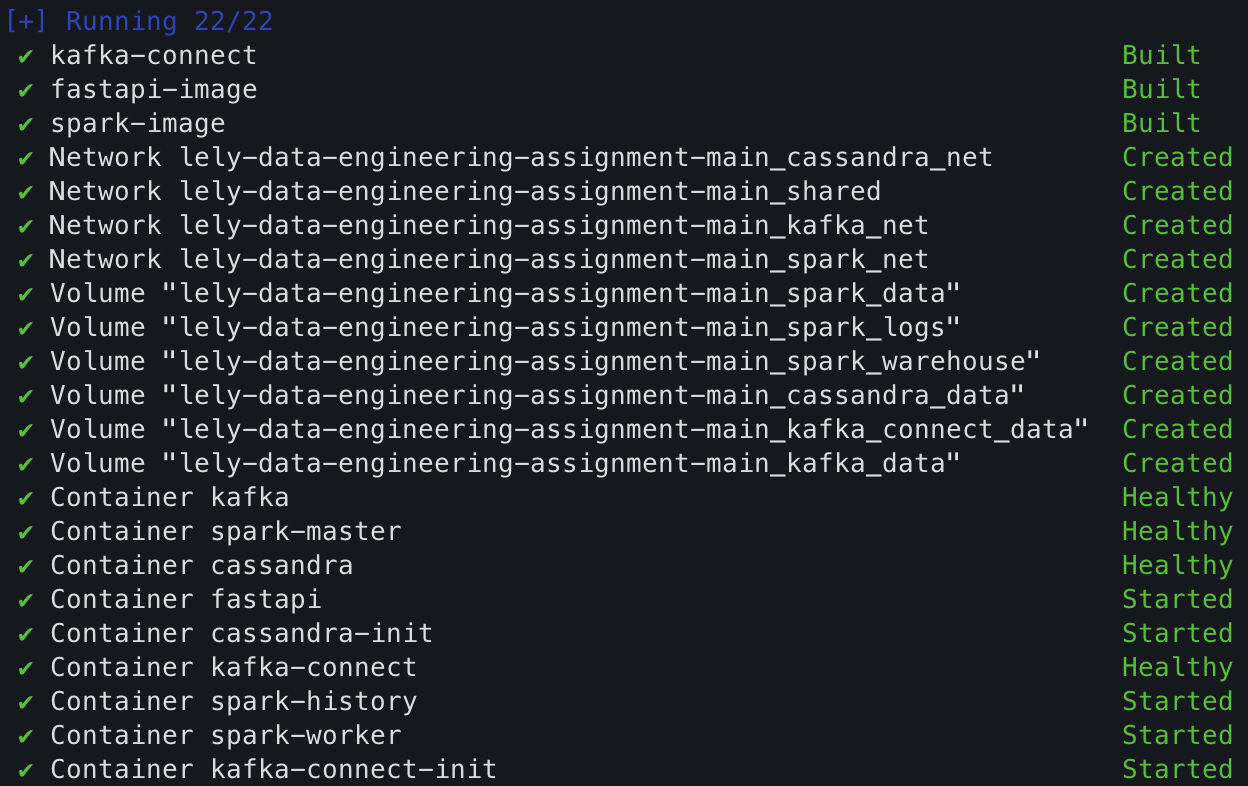 [+] Running 22/22
✔ kafka-connect Built
✔ fastapi-image Built
✔ spark-image Built
✔ Network lely-data-engineering-assignment-main_cassandra_net Created
✔ Network lely-data-engineering-assignment-main_shared Created
✔ Network lely-data-engineering-assignment-main_kafka_net Created
✔ Network lely-data-engineering-assignment-main_spark_net Created
✔ Volume "lely-data-engineering-assignment-main_spark_data" Created
✔ Volume "lely-data-engineering-assignment-main_spark_logs" Created
✔ Volume "lely-data-engineering-assignment-main_spark_warehouse" Created
✔ Volume "lely-data-engineering-assignment-main_cassandra_data" Created
✔ Volume "lely-data-engineering-assignment-main_kafka_connect_data" Created
✔ Volume "lely-data-engineering-assignment-main_kafka_data" Created
✔ Container kafka Healthy
✔ Container spark-master Healthy
✔ Container cassandra Healthy
✔ Container fastapi Started
✔ Container cassandra-init Started
✔ Container kafka-connect Healthy
✔ Container spark-history Started
✔ Container spark-worker Started
✔ Container kafka-connect-init Started